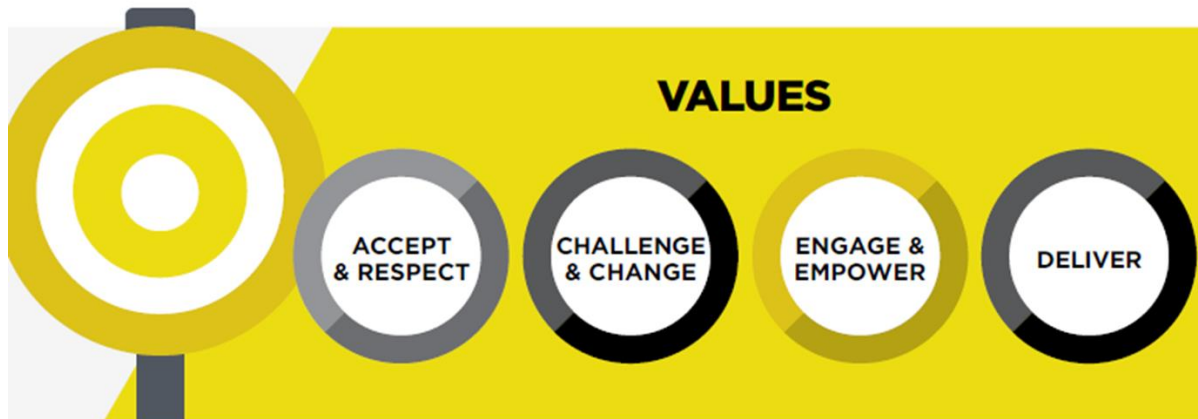 VALUES
ACCEPT
& RESPECT
CHALLENGE
& CHANGE
ENGAGE &
EMPOWER
DELIVER